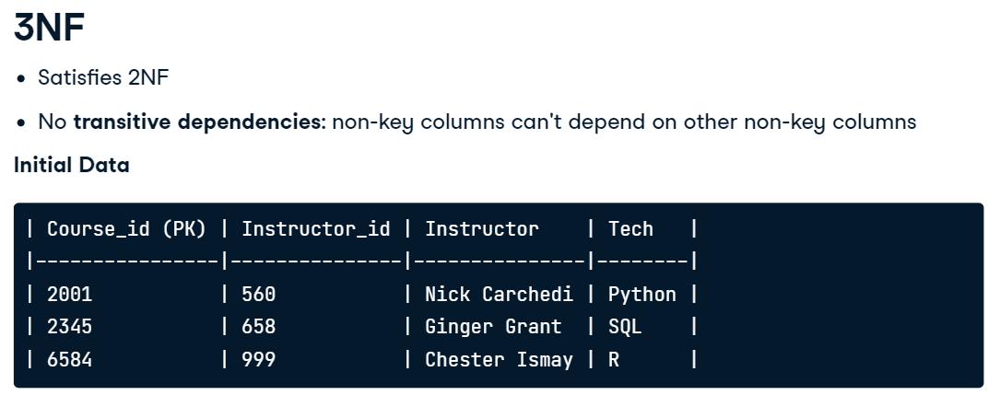 3NF
• Satisfies 2NF
• No transitive dependencies: non-key columns can't depend on other non-key columns
Initial Data
| Course_id (PK) | Instructor_id | Instructor    | Tech   |
|----------------|---------------|---------------|--------|
| 2001           | 560           | Nick Carchedi | Python |
| 2345           | 658           | Ginger Grant  | SQL    |
| 6584           | 999           | Chester Ismay | R      |